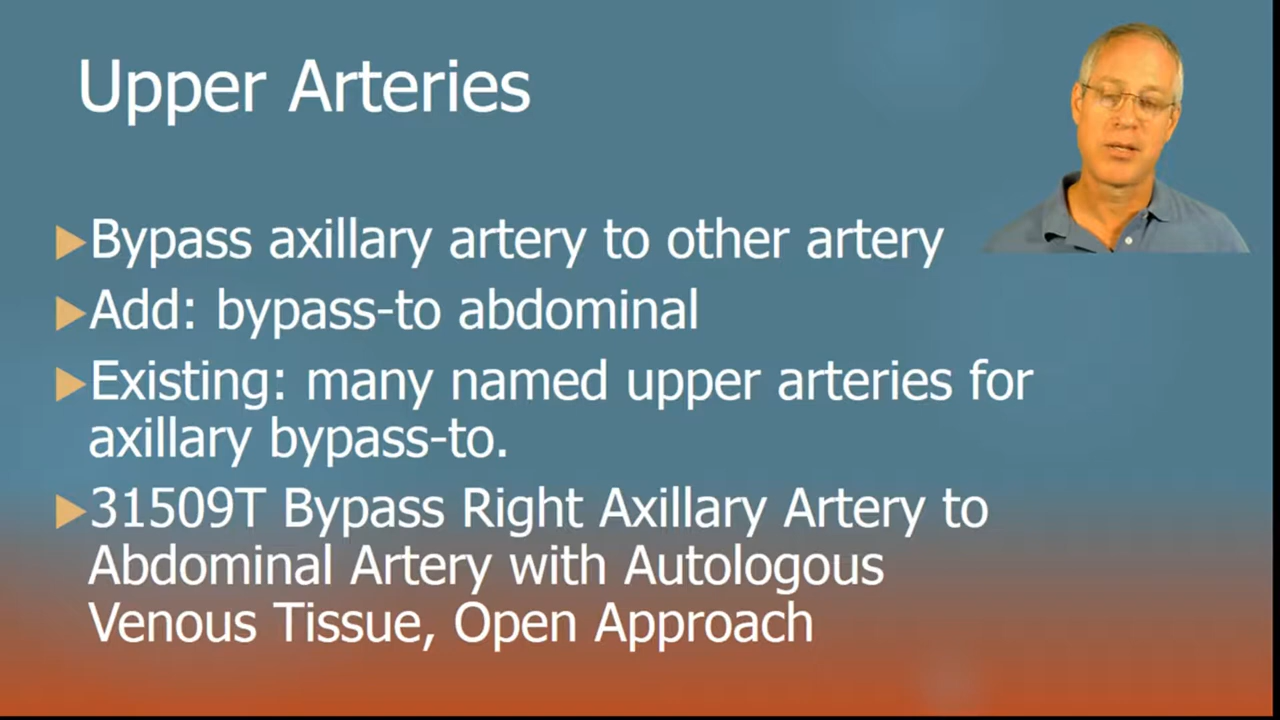 Upper Arteries
Bypass axillary artery to other artery
Add: bypass-to abdominal
Existing: many named upper arteries for
axillary bypass-to.
31509T Bypass Right Axillary Artery to
Abdominal Artery with Autologous
Venous Tissue, Open Approach